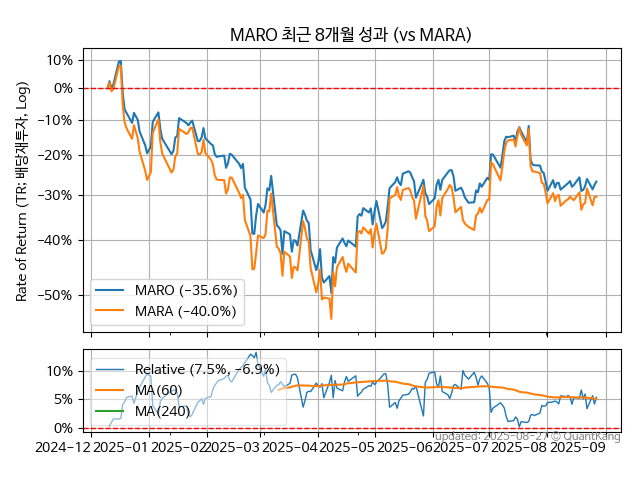 MARO 최근 8개월 성과 (vs MARA)
Rate of Return (TR: 배당재투자, Log)
10%
0%
−10%
−20%
−30%
−40%
−50%
MARO (−35.6%)
MARA (−40.0%)
10%
5%
0%
Relative (7.5%, −6.9%)
MA(60)
MA(240)
2024−12 2025−01 2025−02 2025−03 2025−04 2025−05 2025−06 2025−07 2025−08 2025−09
updated: 2025-08-27 © QuantKang